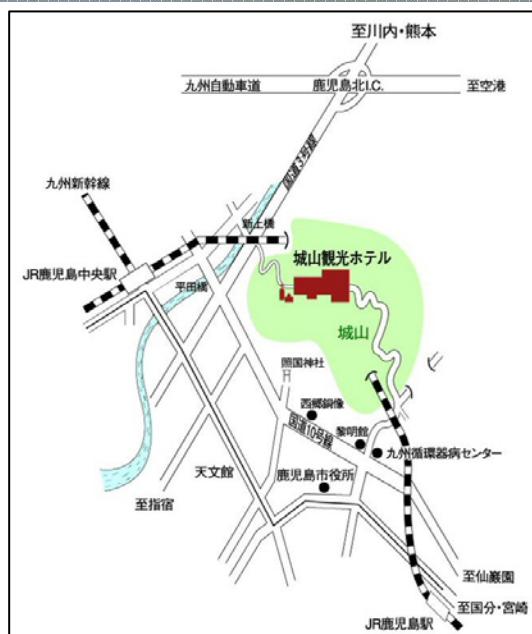 至川内・熊本
九州自動車道
鹿児島北I.C.
至空港
国道3号線
九州新幹線
新上橋
城山観光ホテル
JR鹿児島中央駅
平田橋
城山
照国神社
西郷銅像
国道10号線
黎明館
九州循環器病センター
天文館
鹿児島市役所
至指宿
至仙巌園
至国分・宮崎
JR鹿児島駅